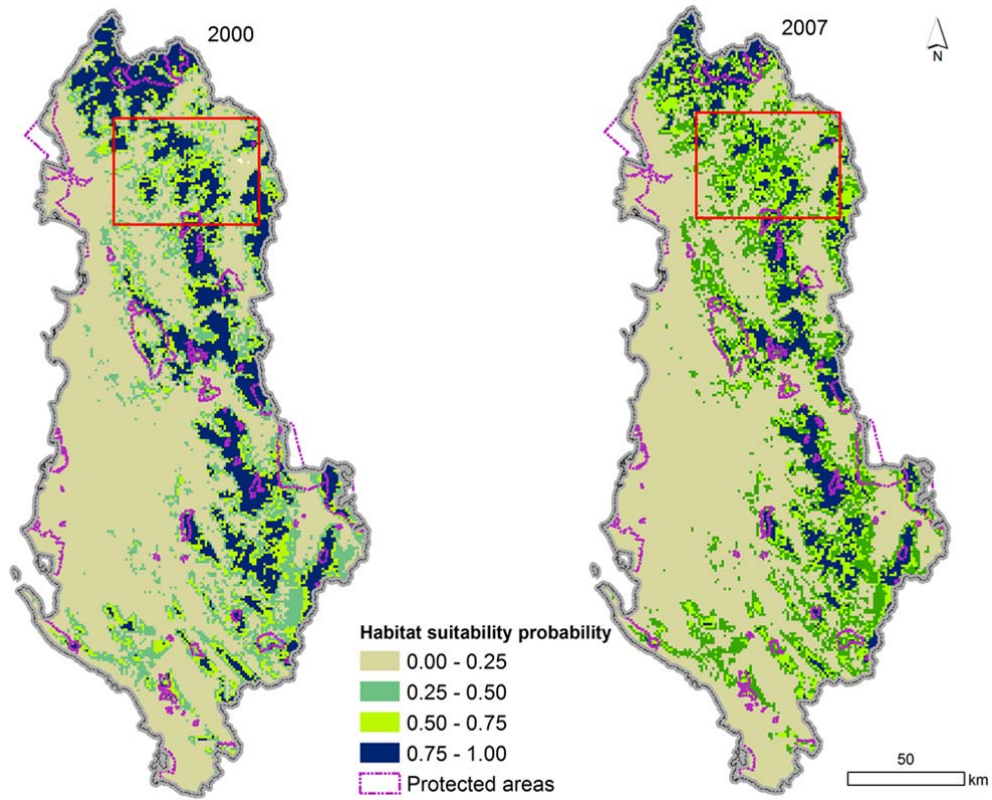 2000
2007
N
Habitat suitability probability
0.00 - 0.25
0.25 - 0.50
0.50 - 0.75
0.75 - 1.00
Protected areas
50
km